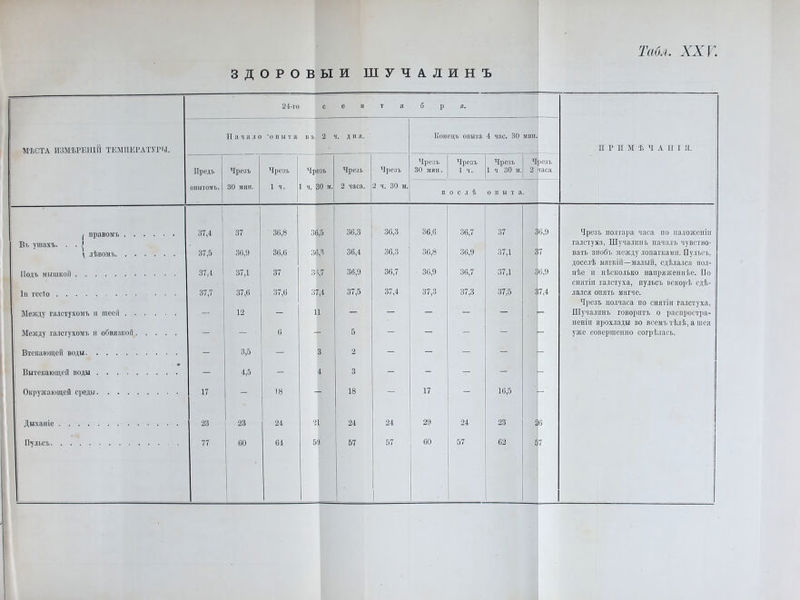 Табл. XXV.
ЗДОРОВЫИ ШУЧАЛИНЪ
24-го сентября.
МѢСТА ИЗМѢРЕНІЙ ТЕМПЕРАТУРЫ.
Начало опыта въ 2 ч. дня.
Конецъ опыта 4 час. 30 мин.
ПРИМѢЧАНІЯ.
Предъ опытомъ.
Чрезъ 30 мин.
Чрезъ 1 ч.
Чрезъ 1 ч. 30 м.
Чрезъ 2 часа.
Чрезъ 2 ч. 30 м.
Чрезъ 30 мин.
Чрезъ 1 ч.
Чрезъ 1 ч 30 м.
Чрезъ 2 часа
послѣ опыта.
Въ ушахъ. . .
правомъ . . . . . . 37,4 37 36,8 36,5 36,3 36,3 36,6 36,7 37 36,9
лѣвомъ. . . . . . . 37,5 36,9 36,6 36,3 36,4 36,3 36,8 36,9 37,1 37
Подъ мышкой . . . . . . . . . . . 37,4 37,1 37 36,9 36,7 36,9 36,7 37,1 36,9
In recto . . . . . . . . . . . . . 37,7 37,6 37,6 37,4 37,5 37,4 37,3 37,3 37,5 37,4
Между галстухомъ и шеей . . . . . . — 12 — 11 — — — — — —
Между галстухомъ и обвязкой. . . . . — — 6 — 5 — — — — —
Втекающей воды. . . . . . . . . . — 3,5 — 3 2 — — — — —
Вытекающей воды . . . . . . . . . — 4,5 — 4 3 — — — — —
Окружающей среды. . . . . . . . . 17 — 18 — 18 — 17 — 16,5 —
Дыханіе . . . . . . . . . . . . . 23 23 24 21 24 24 29 24 23 26
Пульсъ. . . . . . . . . . . . . . 77 60 61 59 57 57 60 57 62 57
Чрезъ полтора часа по наложеніи
галстуха, Шучалинъ началъ чувство-
вать знобь между лопатками. Пульсъ,
доселѣ мягкій—малый, сдѣлался пол-
нѣе и нѣсколько напряженнѣе. По
снятіи галстуха, пульсъ вскорѣ сдѣ-
лался опять мягче.
Чрезъ полчаса по снятіи галстуха,
Шучалинъ говоритъ о распростра-
неніи прохлады во всемъ тѣлѣ, а шея
уже совершенно согрѣлась.